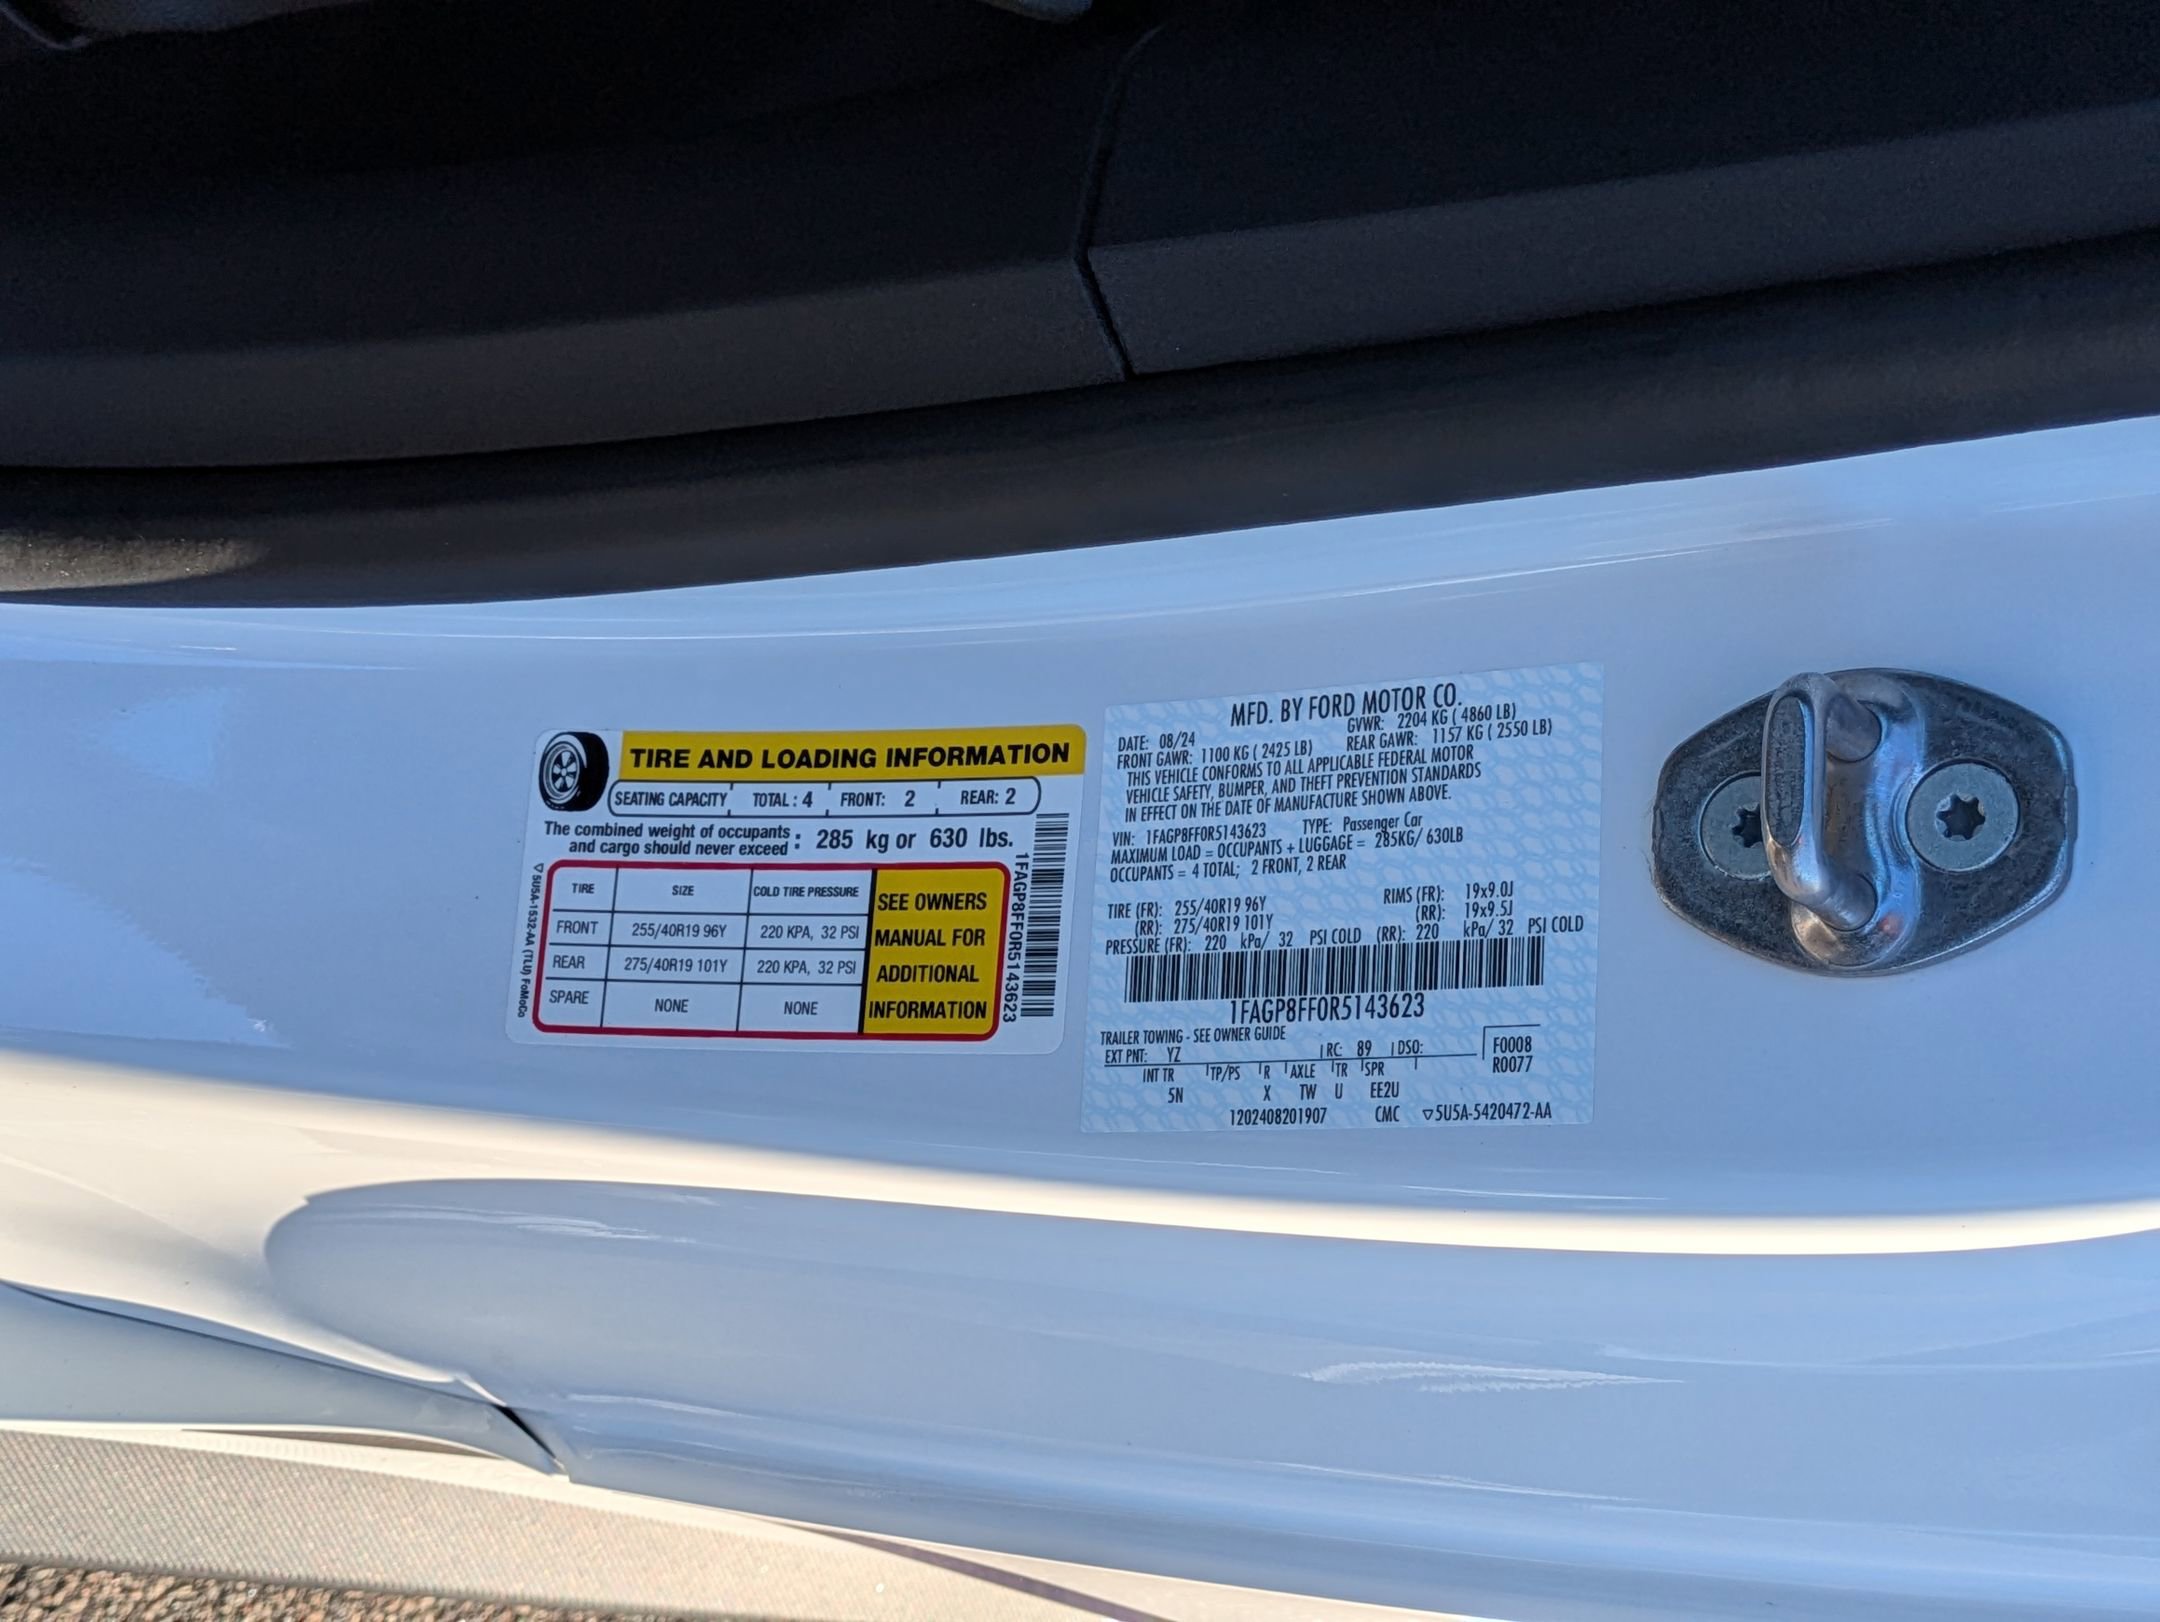 TIRE AND LOADING INFORMATION
SEATING CAPACITY TOTAL : 4 FRONT: 2 REAR: 2
The combined weight of occupants : 285 kg or 630 lbs.
and cargo should never exceed
TIRE SIZE COLD TIRE PRESSURE
FRONT 255/40R19 96Y 220 KPA, 32 PSI
REAR 275/40R19 101Y 220 KPA, 32 PSI
SPARE NONE NONE
SEE OWNERS
MANUAL FOR
ADDITIONAL
INFORMATION
▽5U5A-1532-AA (TLU) FoMoCo
1FAGP8FF0R5143623
MFD. BY FORD MOTOR CO.
DATE: 08/24 GVWR: 2204 KG ( 4860 LB)
FRONT GAWR: 1100 KG ( 2425 LB) REAR GAWR: 1157 KG ( 2550 LB)
THIS VEHICLE CONFORMS TO ALL APPLICABLE FEDERAL MOTOR
VEHICLE SAFETY, BUMPER, AND THEFT PREVENTION STANDARDS
IN EFFECT ON THE DATE OF MANUFACTURE SHOWN ABOVE.
VIN: 1FAGP8FF0R5143623 TYPE: Passenger Car
MAXIMUM LOAD = OCCUPANTS + LUGGAGE = 285KG/ 630LB
OCCUPANTS = 4 TOTAL; 2 FRONT, 2 REAR
TIRE (FR): 255/40R19 96Y RIMS (FR): 19x9.0J
(RR): 275/40R19 101Y (RR): 19x9.5J
PRESSURE (FR): 220 kPa/ 32 PSI COLD (RR): 220 kPa/ 32 PSI COLD
1FAGP8FF0R5143623
TRAILER TOWING - SEE OWNER GUIDE
EXT PNT: YZ RC: 89 DSO: F0008
R0077
INT TR TP/PS R AXLE TR SPR
5N X TW U EE2U
1202408201907 CMC ▽5U5A-5420472-AA